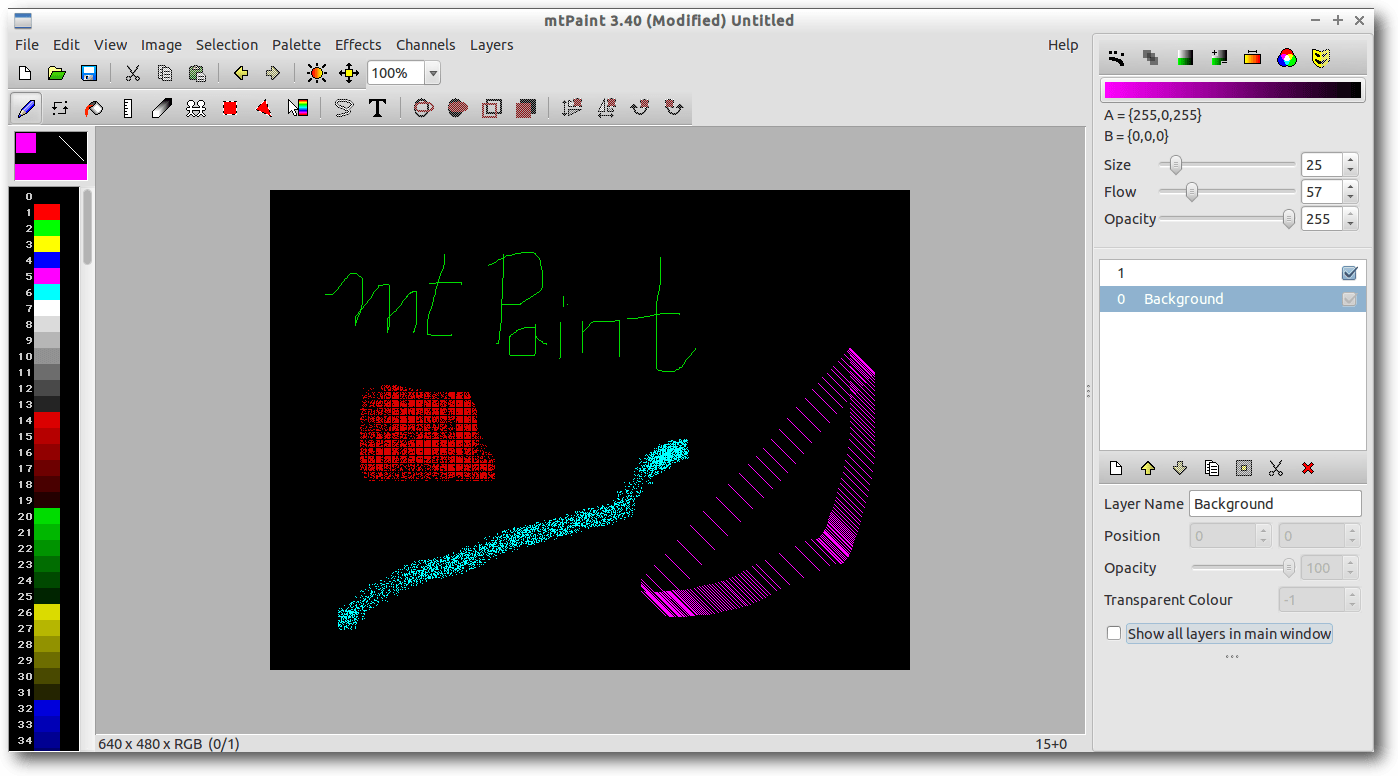 mtPaint 3.40 (Modified) Untitled
File Edit View Image Selection Palette Effects Channels Layers Help
100%
A = {255,0,255}
B = {0,0,0}
Size 25
Flow 57
Opacity 255
0
1
2
3
4
5
6
7
8
9
10
11
12
13
14
15
16
17
18
19
20
21
22
23
24
25
26
27
28
29
30
31
32
33
34
mt Paint
1
0 Background
Layer Name Background
Position 0 0
Opacity 100
Transparent Colour -1
Show all layers in main window
640 x 480 x RGB (0/1) 15+0